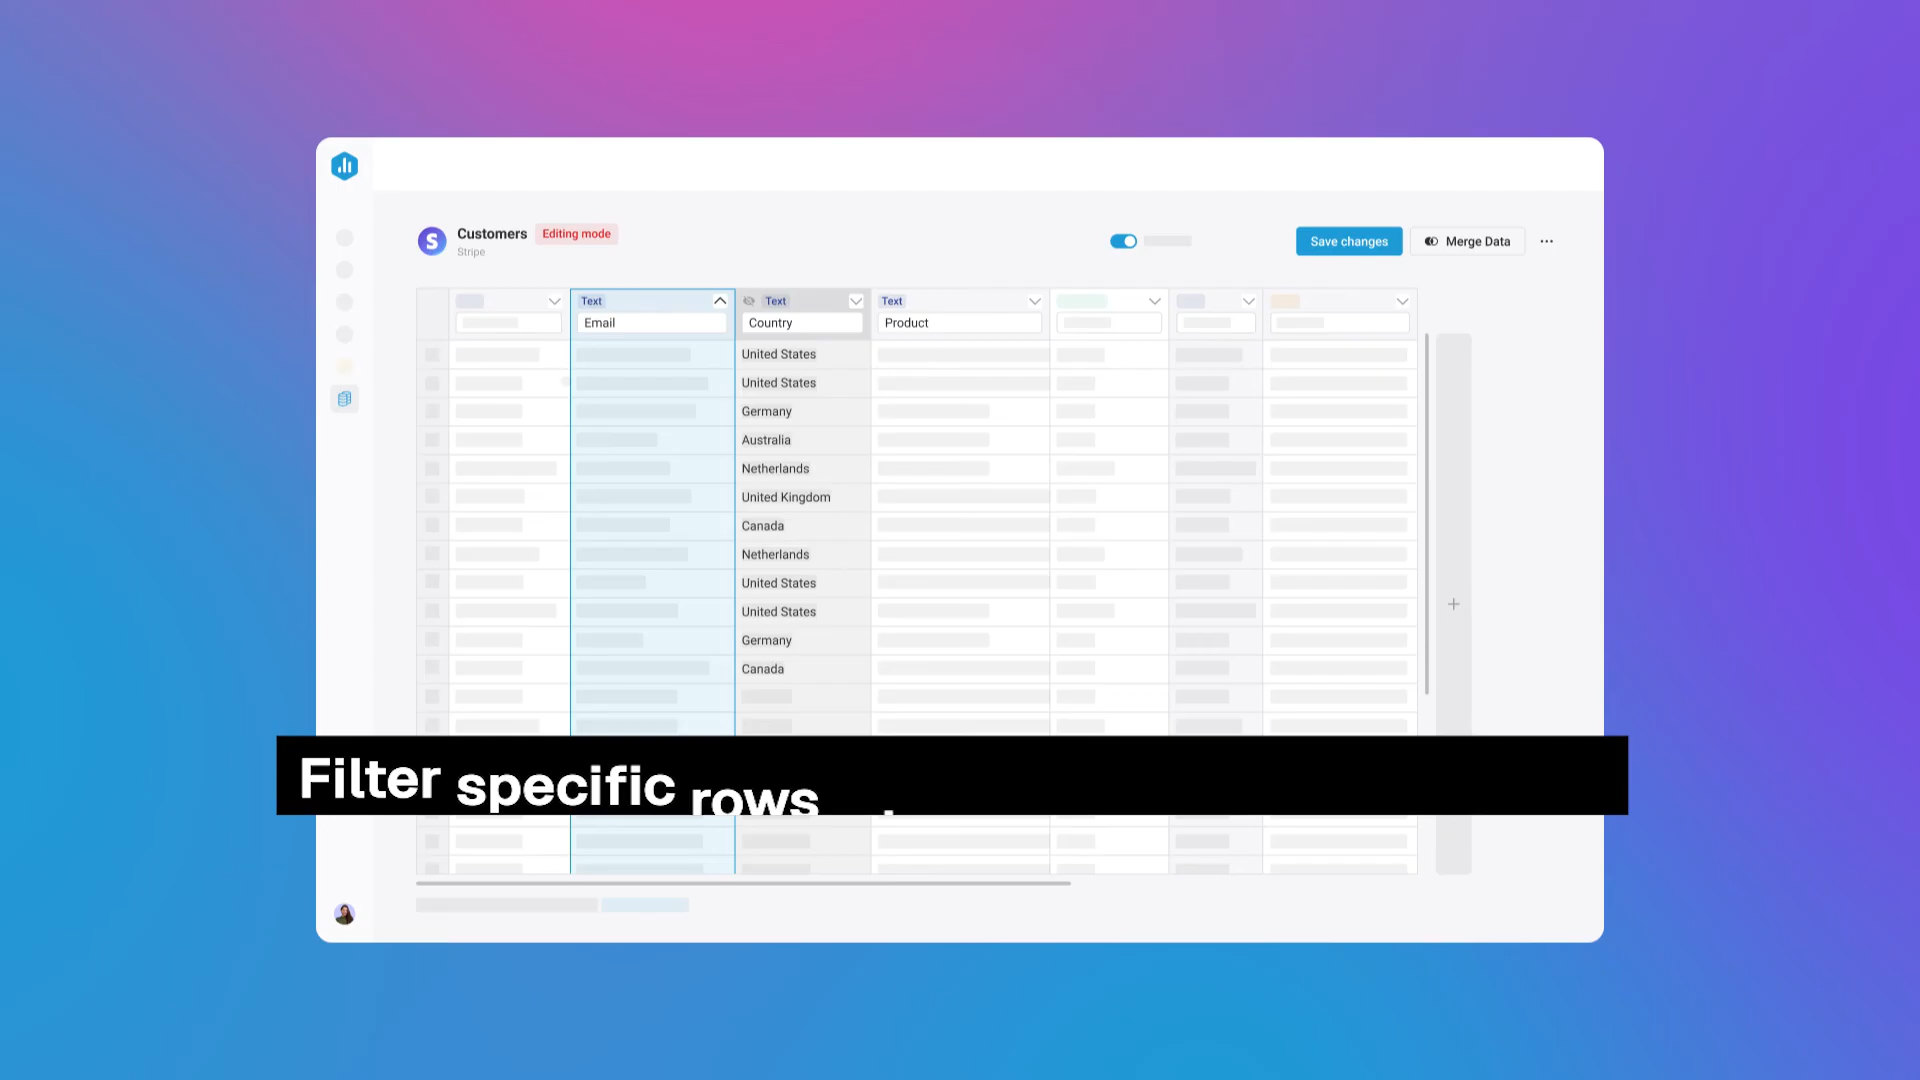 S
Customers Editing mode
Stripe
Save changes
Merge Data
Text
Email
Text
Country
Text
Product
United States
United States
Germany
Australia
Netherlands
United Kingdom
Canada
Netherlands
United States
United States
Germany
Canada
Filter specific rows